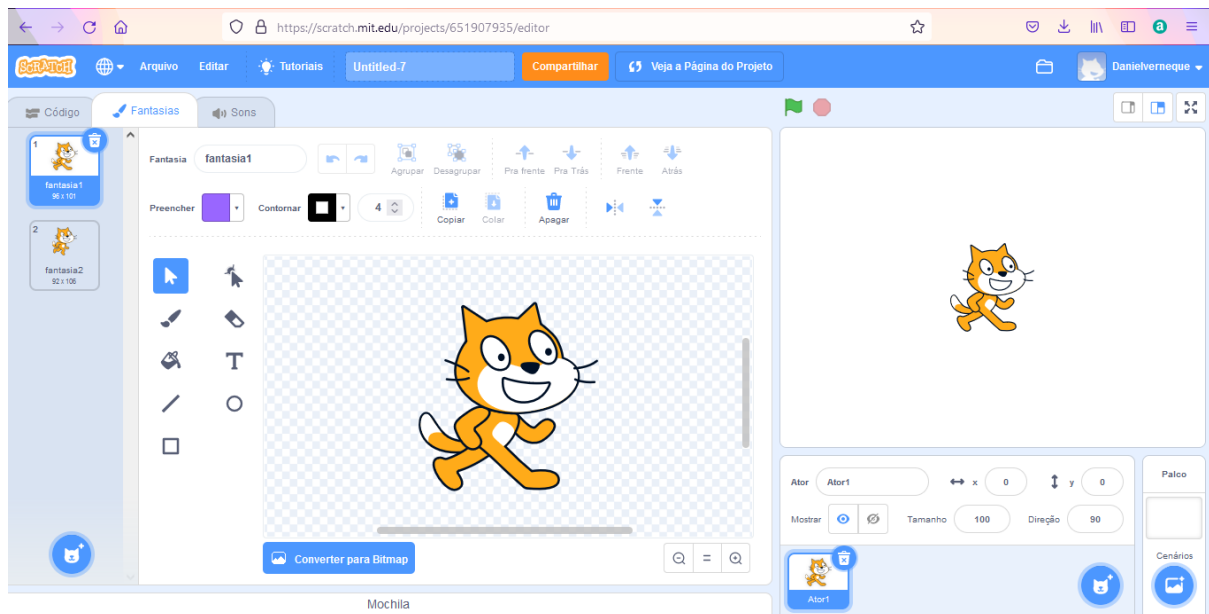 https://scratch.mit.edu/projects/651907935/editor
SCRATCH Arquivo Editar Tutoriais Untitled-7 Compartilhar Veja a Página do Projeto Danielverneque
Código Fantasias Sons
1
fantasia1
96 x 101
2
fantasia2
92 x 106
Fantasia fantasia1 Agrupar Desagrupar Pra frente Pra Trás Frente Atrás
Preencher Contornar 4 Copiar Colar Apagar
T
Converter para Bitmap
=
Mochila
Ator Ator1 x 0 y 0
Mostrar Tamanho 100 Direção 90
Ator1
Palco
Cenários